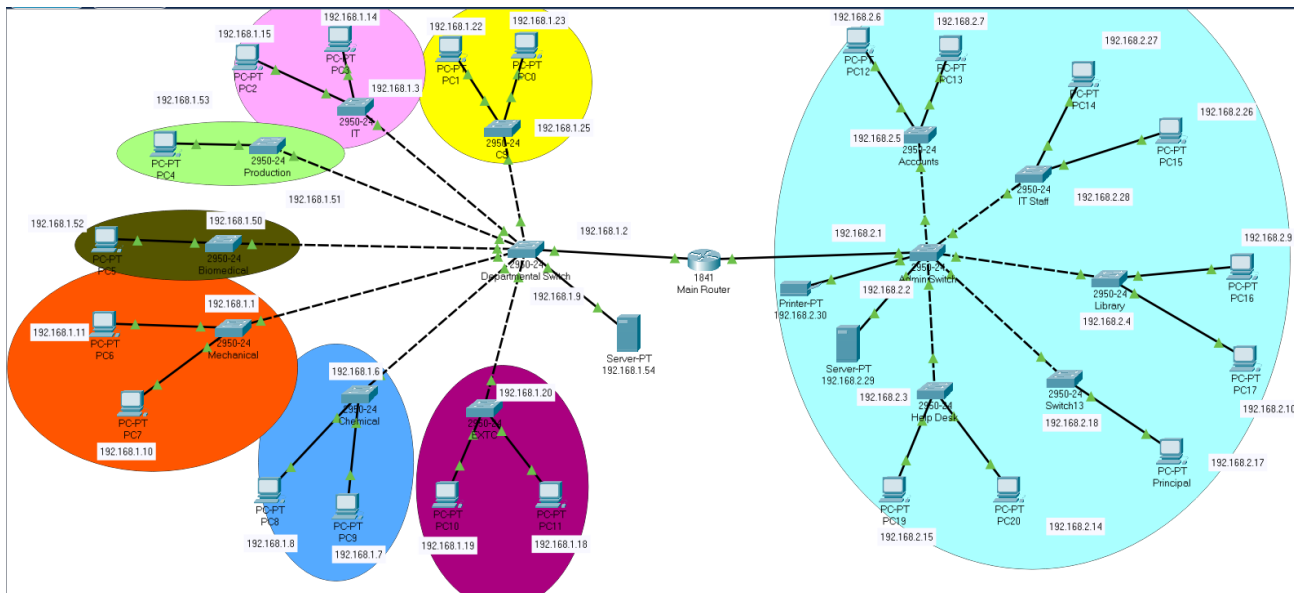 192.168.1.14
192.168.1.15
PC-PT
PC3
PC-PT
PC2
192.168.1.3
2950-24
IT
192.168.1.22
192.168.1.23
PC-PT
PC1
PC-PT
PC0
2950-24
CS
192.168.1.25
192.168.1.53
PC-PT
PC4
2950-24
Production
192.168.1.51
192.168.1.52
192.168.1.50
PC-PT
PC5
2950-24
Biomedical
192.168.1.1
192.168.1.11
PC-PT
PC6
2950-24
Mechanical
PC-PT
PC7
192.168.1.10
192.168.1.2
2950-24
Departmental Switch
192.168.1.9
Server-PT
192.168.1.54
1841
Main Router
192.168.1.6
2950-24
Chemical
PC-PT
PC8
PC-PT
PC9
192.168.1.8
192.168.1.7
192.168.1.20
2950-24
EXTC
PC-PT
PC10
PC-PT
PC11
192.168.1.19
192.168.1.18
192.168.2.6
192.168.2.7
PC-PT
PC12
PC-PT
PC13
192.168.2.5
2950-24
Accounts
192.168.2.27
PC-PT
PC14
192.168.2.26
PC-PT
PC15
2950-24
IT Staff
192.168.2.28
192.168.2.1
2950-24
Admin Switch
192.168.2.2
Printer-PT
192.168.2.30
Server-PT
192.168.2.29
192.168.2.9
PC-PT
PC16
2950-24
Library
192.168.2.4
PC-PT
PC17
192.168.2.10
192.168.2.3
2950-24
Help Desk
PC-PT
PC19
PC-PT
PC20
192.168.2.15
192.168.2.14
2950-24
Switch13
192.168.2.18
PC-PT
Principal
192.168.2.17